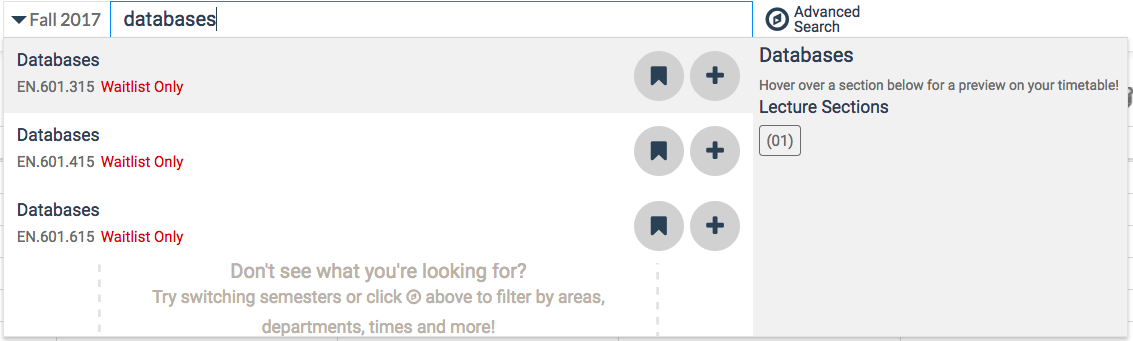 Fall 2017 databases
Advanced
Search
Databases
EN.601.315 Waitlist Only
Databases
EN.601.415 Waitlist Only
Databases
EN.601.615 Waitlist Only
Don't see what you're looking for?
Try switching semesters or click above to filter by areas,
departments, times and more!
Databases
Hover over a section below for a preview on your timetable!
Lecture Sections
(01)